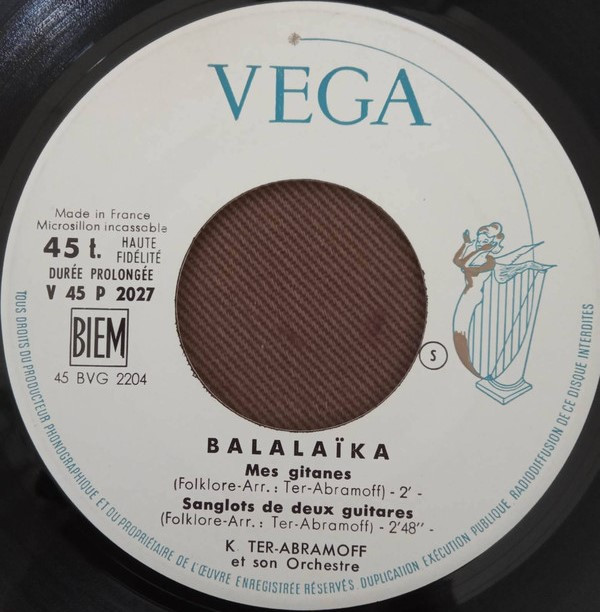 VEGA
Made in France
Microsillon incassable
45 t. HAUTE FIDÉLITÉ
DURÉE PROLONGÉE
V 45 P 2027
BIEM
45 BVG 2204
S
BALALAÏKA
Mes gitanes
(Folklore-Arr. : Ter-Abramoff) - 2' -
Sanglots de deux guitares
(Folklore-Arr. : Ter-Abramoff) - 2'48" -
K TER-ABRAMOFF
et son Orchestre
TOUS DROITS DU PRODUCTEUR PHONOGRAPHIQUE ET DU PROPRIÉTAIRE DE L'ŒUVRE ENREGISTRÉE RÉSERVÉS. DUPLICATION EXÉCUTION PUBLIQUE RADIODIFFUSION DE CE DISQUE INTERDITES